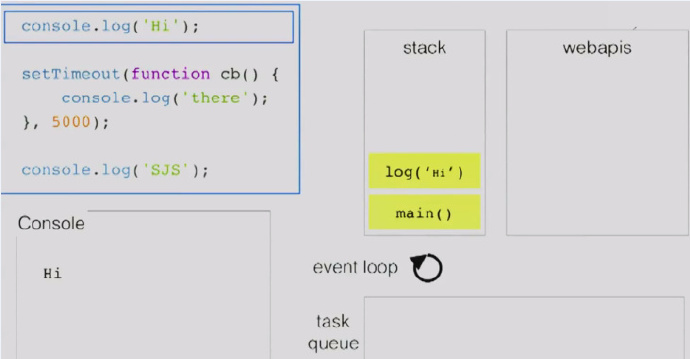 console.log('Hi');
setTimeout(function cb() {
    console.log('there');
}, 5000);
console.log('SJS');
Console
Hi
stack
log('Hi')
main()
webapis
event loop
task
queue